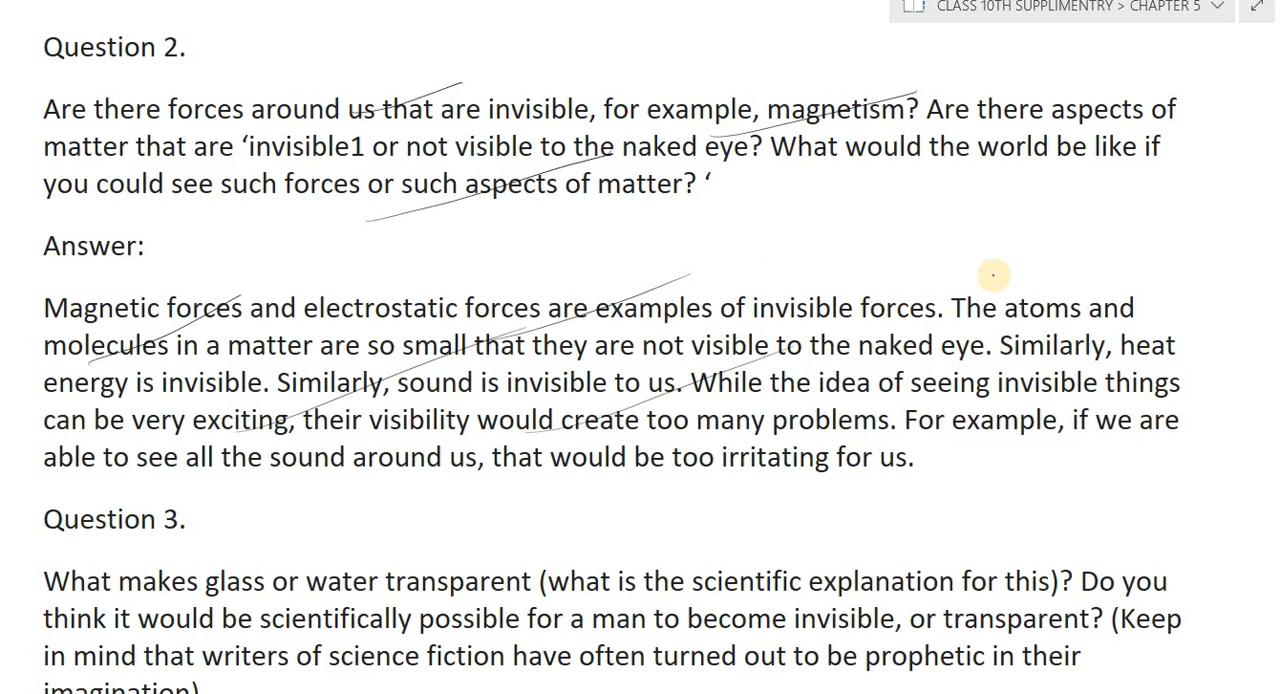 CLASS 10TH SUPPLIMENTRY > CHAPTER 5
Question 2.
Are there forces around us that are invisible, for example, magnetism? Are there aspects of
matter that are ‘invisible1 or not visible to the naked eye? What would the world be like if
you could see such forces or such aspects of matter? ‘
Answer:
Magnetic forces and electrostatic forces are examples of invisible forces. The atoms and
molecules in a matter are so small that they are not visible to the naked eye. Similarly, heat
energy is invisible. Similarly, sound is invisible to us. While the idea of seeing invisible things
can be very exciting, their visibility would create too many problems. For example, if we are
able to see all the sound around us, that would be too irritating for us.
Question 3.
What makes glass or water transparent (what is the scientific explanation for this)? Do you
think it would be scientifically possible for a man to become invisible, or transparent? (Keep
in mind that writers of science fiction have often turned out to be prophetic in their
imagination)